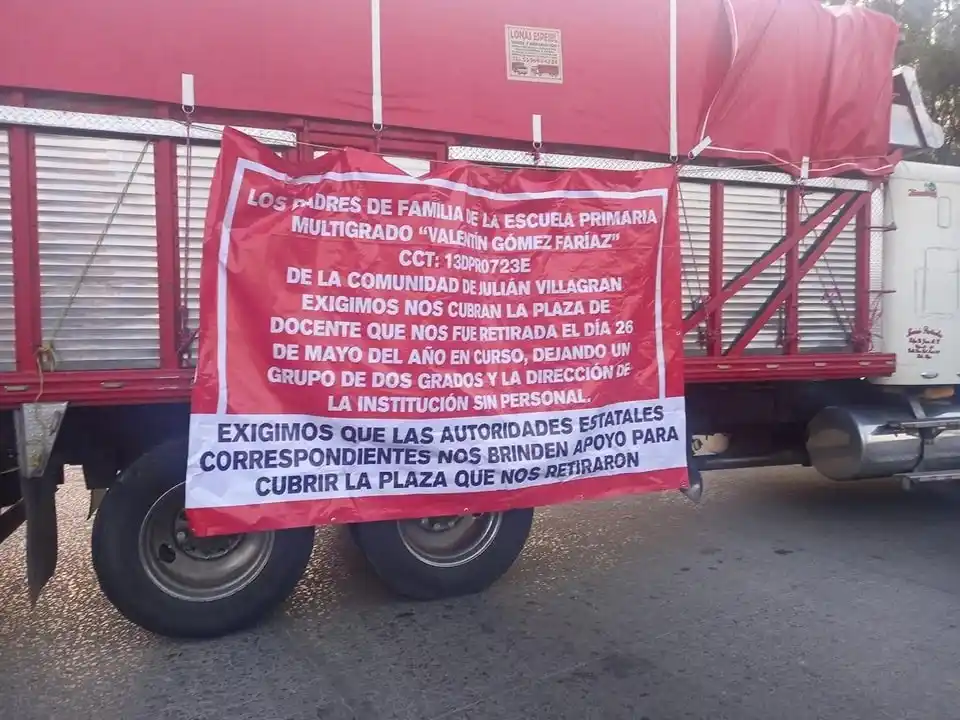 LOMAS ESPEJEL
LOS PADRES DE FAMILIA DE LA ESCUELA PRIMARIA
MULTIGRADO “VALENTÍN GÓMEZ FARÍAZ”
CCT: 13DPR0723E
DE LA COMUNIDAD DE JULIÁN VILLAGRAN
EXIGIMOS NOS CUBRAN LA PLAZA DE
DOCENTE QUE NOS FUE RETIRADA EL DÍA 26
DE MAYO DEL AÑO EN CURSO, DEJANDO UN
GRUPO DE DOS GRADOS Y LA DIRECCIÓN DE
LA INSTITUCIÓN SIN PERSONAL.
EXIGIMOS QUE LAS AUTORIDADES ESTATALES
CORRESPONDIENTES NOS BRINDEN APOYO PARA
CUBRIR LA PLAZA QUE NOS RETIRARON